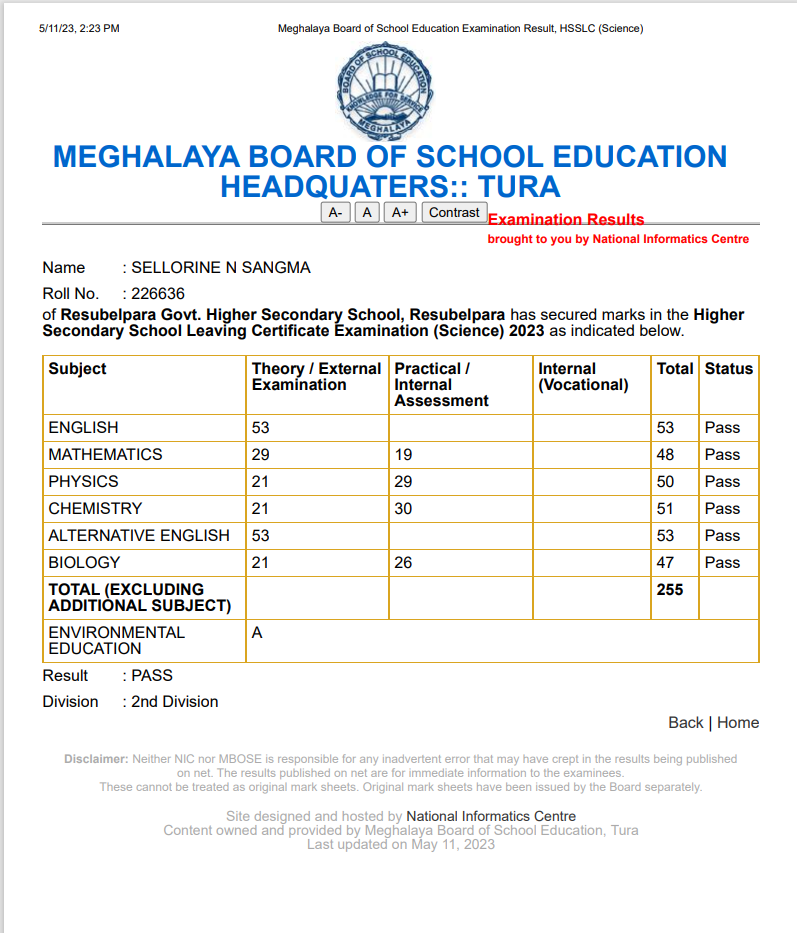 5/11/23, 2:23 PM Meghalaya Board of School Education Examination Result, HSSLC (Science)
BOARD OF SCHOOL EDUCATION
KNOWLEDGE FOR SERVICE
MEGHALAYA
MEGHALAYA BOARD OF SCHOOL EDUCATION
HEADQUATERS:: TURA
A- A A+ Contrast
Examination Results
brought to you by National Informatics Centre
Name : SELLORINE N SANGMA
Roll No. : 226636
of Resubelpara Govt. Higher Secondary School, Resubelpara has secured marks in the Higher
Secondary School Leaving Certificate Examination (Science) 2023 as indicated below.
Subject Theory / External Examination Practical / Internal Assessment Internal (Vocational) Total Status
ENGLISH 53 53 Pass
MATHEMATICS 29 19 48 Pass
PHYSICS 21 29 50 Pass
CHEMISTRY 21 30 51 Pass
ALTERNATIVE ENGLISH 53 53 Pass
BIOLOGY 21 26 47 Pass
TOTAL (EXCLUDING ADDITIONAL SUBJECT) 255
ENVIRONMENTAL EDUCATION A
Result : PASS
Division : 2nd Division
Back | Home
Disclaimer: Neither NIC nor MBOSE is responsible for any inadvertent error that may have crept in the results being published
on net. The results published on net are for immediate information to the examinees.
These cannot be treated as original mark sheets. Original mark sheets have been issued by the Board separately.
Site designed and hosted by National Informatics Centre
Content owned and provided by Meghalaya Board of School Education, Tura
Last updated on May 11, 2023